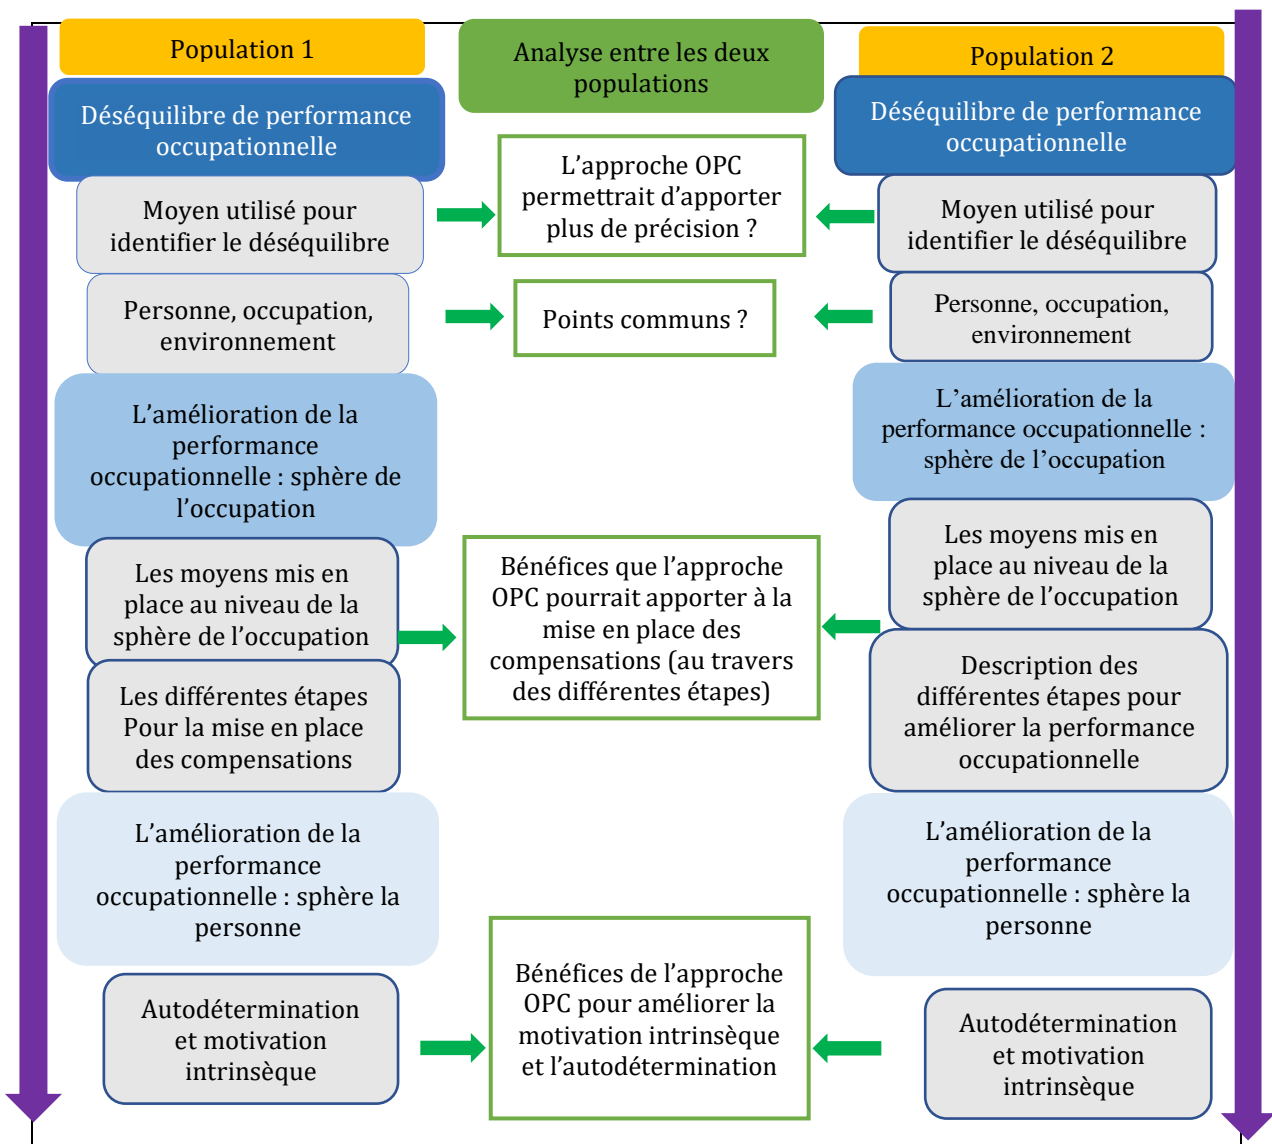 Population 1
Déséquilibre de performance
occupationnelle
Moyen utilisé pour
identifier le déséquilibre
Personne, occupation,
environnement
L’amélioration de la
performance
occupationnelle : sphère de
l’occupation
Les moyens mis en
place au niveau de la
sphère de l’occupation
Les différentes étapes
Pour la mise en place
des compensations
L’amélioration de la
performance
occupationnelle : sphère la
personne
Autodétermination
et motivation
intrinsèque
Analyse entre les deux
populations
L’approche OPC
permettrait d’apporter
plus de précision ?
Points communs ?
Bénéfices que l’approche
OPC pourrait apporter à la
mise en place des
compensations (au travers
des différentes étapes)
Bénéfices de l’approche
OPC pour améliorer la
motivation intrinsèque
et l’autodétermination
Population 2
Déséquilibre de performance
occupationnelle
Moyen utilisé pour
identifier le déséquilibre
Personne, occupation,
environnement
L’amélioration de la
performance occupationnelle :
sphère de l’occupation
Les moyens mis en
place au niveau de la
sphère de l’occupation
Description des
différentes étapes pour
améliorer la performance
occupationnelle
L’amélioration de la
performance
occupationnelle : sphère la
personne
Autodétermination
et motivation
intrinsèque